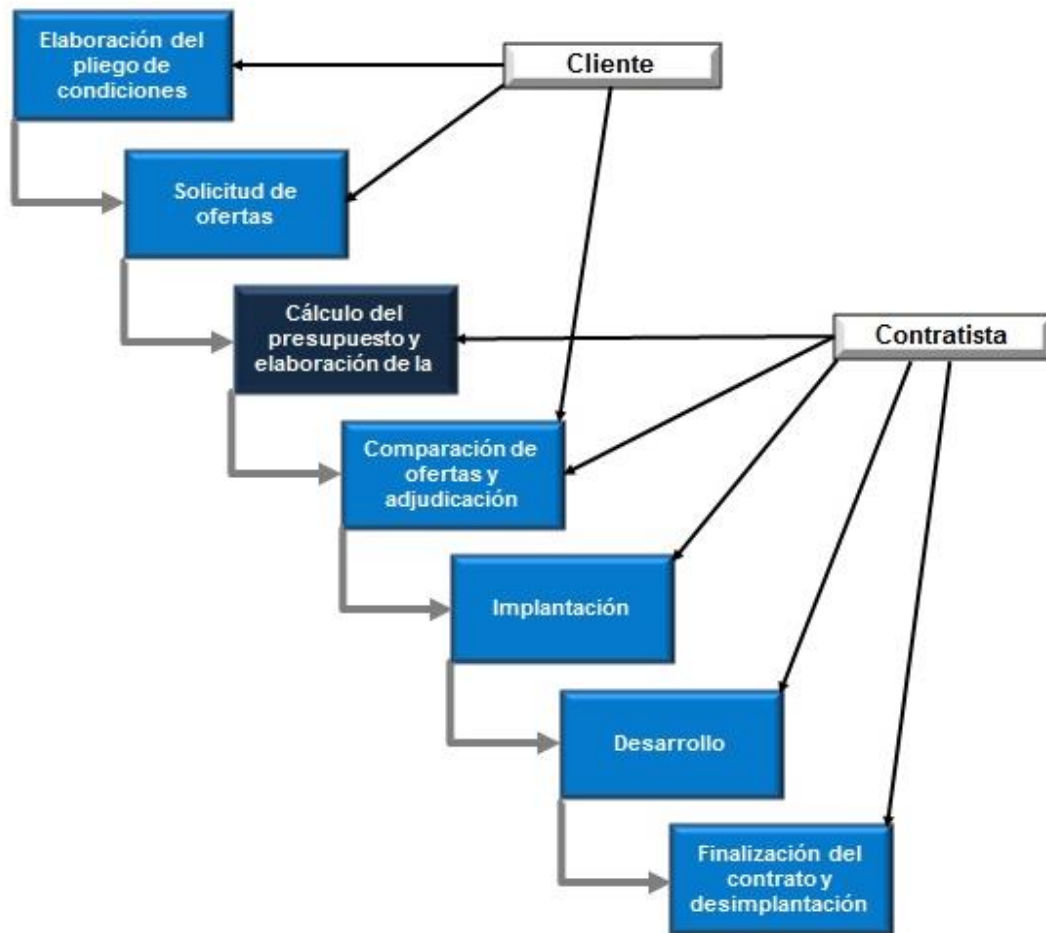 Elaboración del
pliego de
condiciones
Cliente
Solicitud de
ofertas
Cálculo del
presupuesto y
elaboración de la
Contratista
Comparación de
ofertas y
adjudicación
Implantación
Desarrollo
Finalización del
contrato y
desimplantación